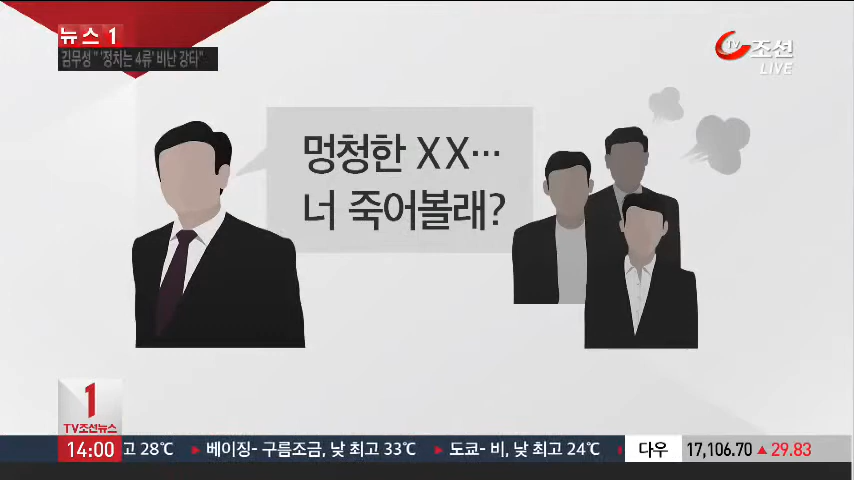 뉴스 1
김무성 "'정치는 4류' 비난 강타"
TV조선
LIVE
멍청한 XX…
너 죽어볼래?
1
TV조선뉴스
14:00 고 28℃ ▶ 베이징- 구름조금, 낮 최고 33℃ ▶ 도쿄- 비, 낮 최고 24℃ 다우 17,106.70 ▲ 29.83